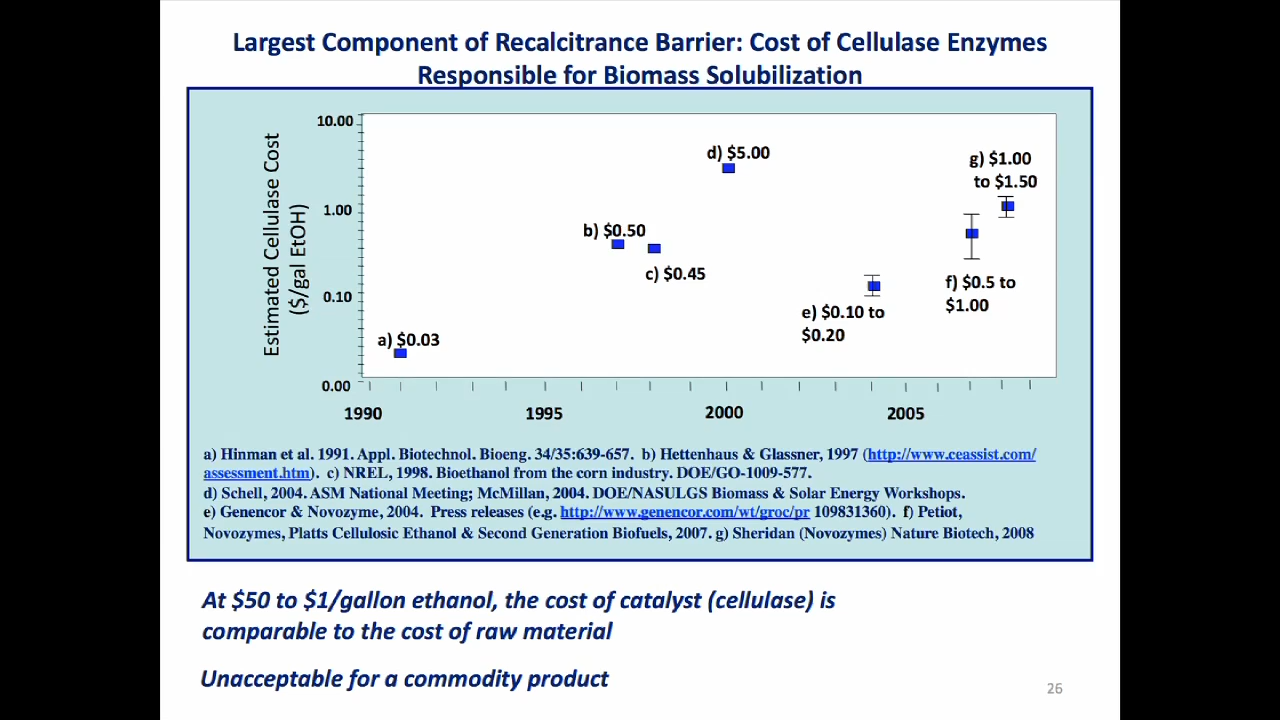 Largest Component of Recalcitrance Barrier: Cost of Cellulase Enzymes
Responsible for Biomass Solubilization
Estimated Cellulase Cost
($/gal EtOH)
10.00
1.00
0.10
0.00
a) $0.03
b) $0.50
c) $0.45
d) $5.00
e) $0.10 to
$0.20
f) $0.5 to
$1.00
g) $1.00
to $1.50
1990
1995
2000
2005
a) Hinman et al. 1991. Appl. Biotechnol. Bioeng. 34/35:639-657. b) Hettenhaus & Glassner, 1997 (http://www.ceassist.com/
assessment.htm). c) NREL, 1998. Bioethanol from the corn industry. DOE/GO-1009-577.
d) Schell, 2004. ASM National Meeting; McMillan, 2004. DOE/NASULGS Biomass & Solar Energy Workshops.
e) Genencor & Novozyme, 2004. Press releases (e.g. http://www.genencor.com/wt/groc/pr 109831360). f) Petiot,
Novozymes, Platts Cellulosic Ethanol & Second Generation Biofuels, 2007. g) Sheridan (Novozymes) Nature Biotech, 2008
At $50 to $1/gallon ethanol, the cost of catalyst (cellulase) is
comparable to the cost of raw material
Unacceptable for a commodity product
26